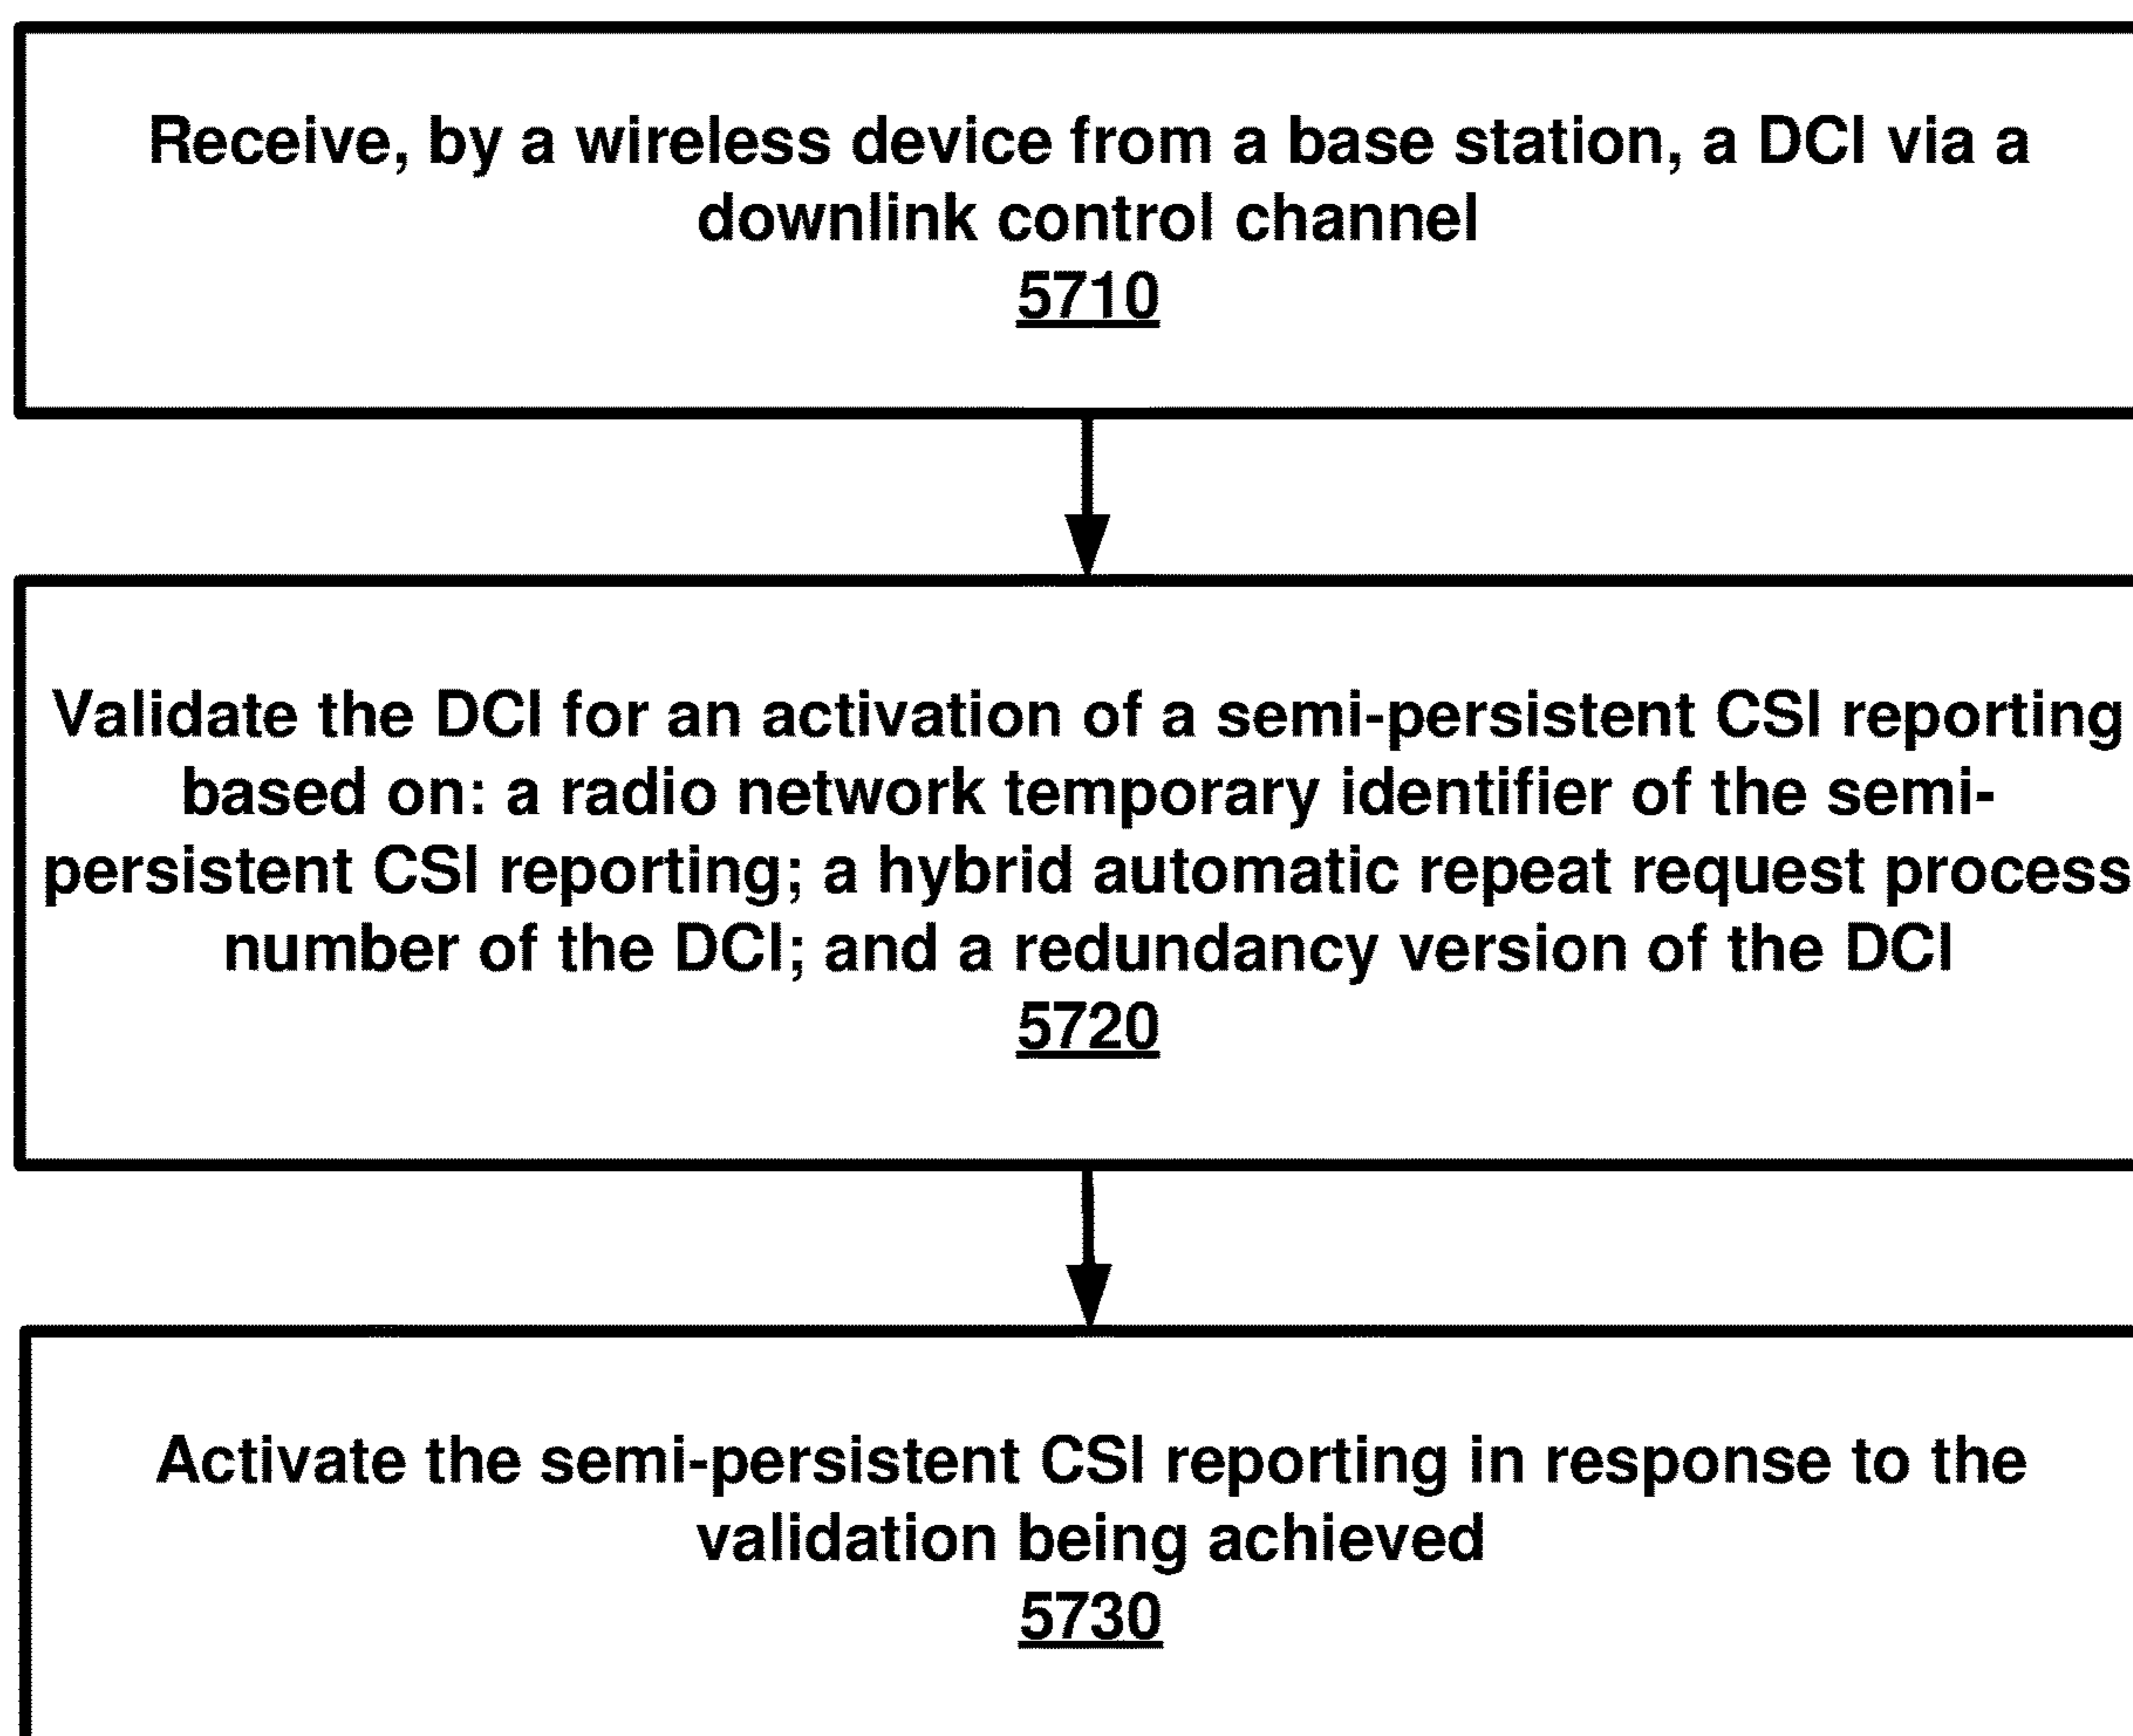 Receive, by a wireless device from a base station, a DCI via a
downlink control channel
5710
Validate the DCI for an activation of a semi-persistent CSI reporting
based on: a radio network temporary identifier of the semi-
persistent CSI reporting; a hybrid automatic repeat request process
number of the DCI; and a redundancy version of the DCI
5720
Activate the semi-persistent CSI reporting in response to the
validation being achieved
5730